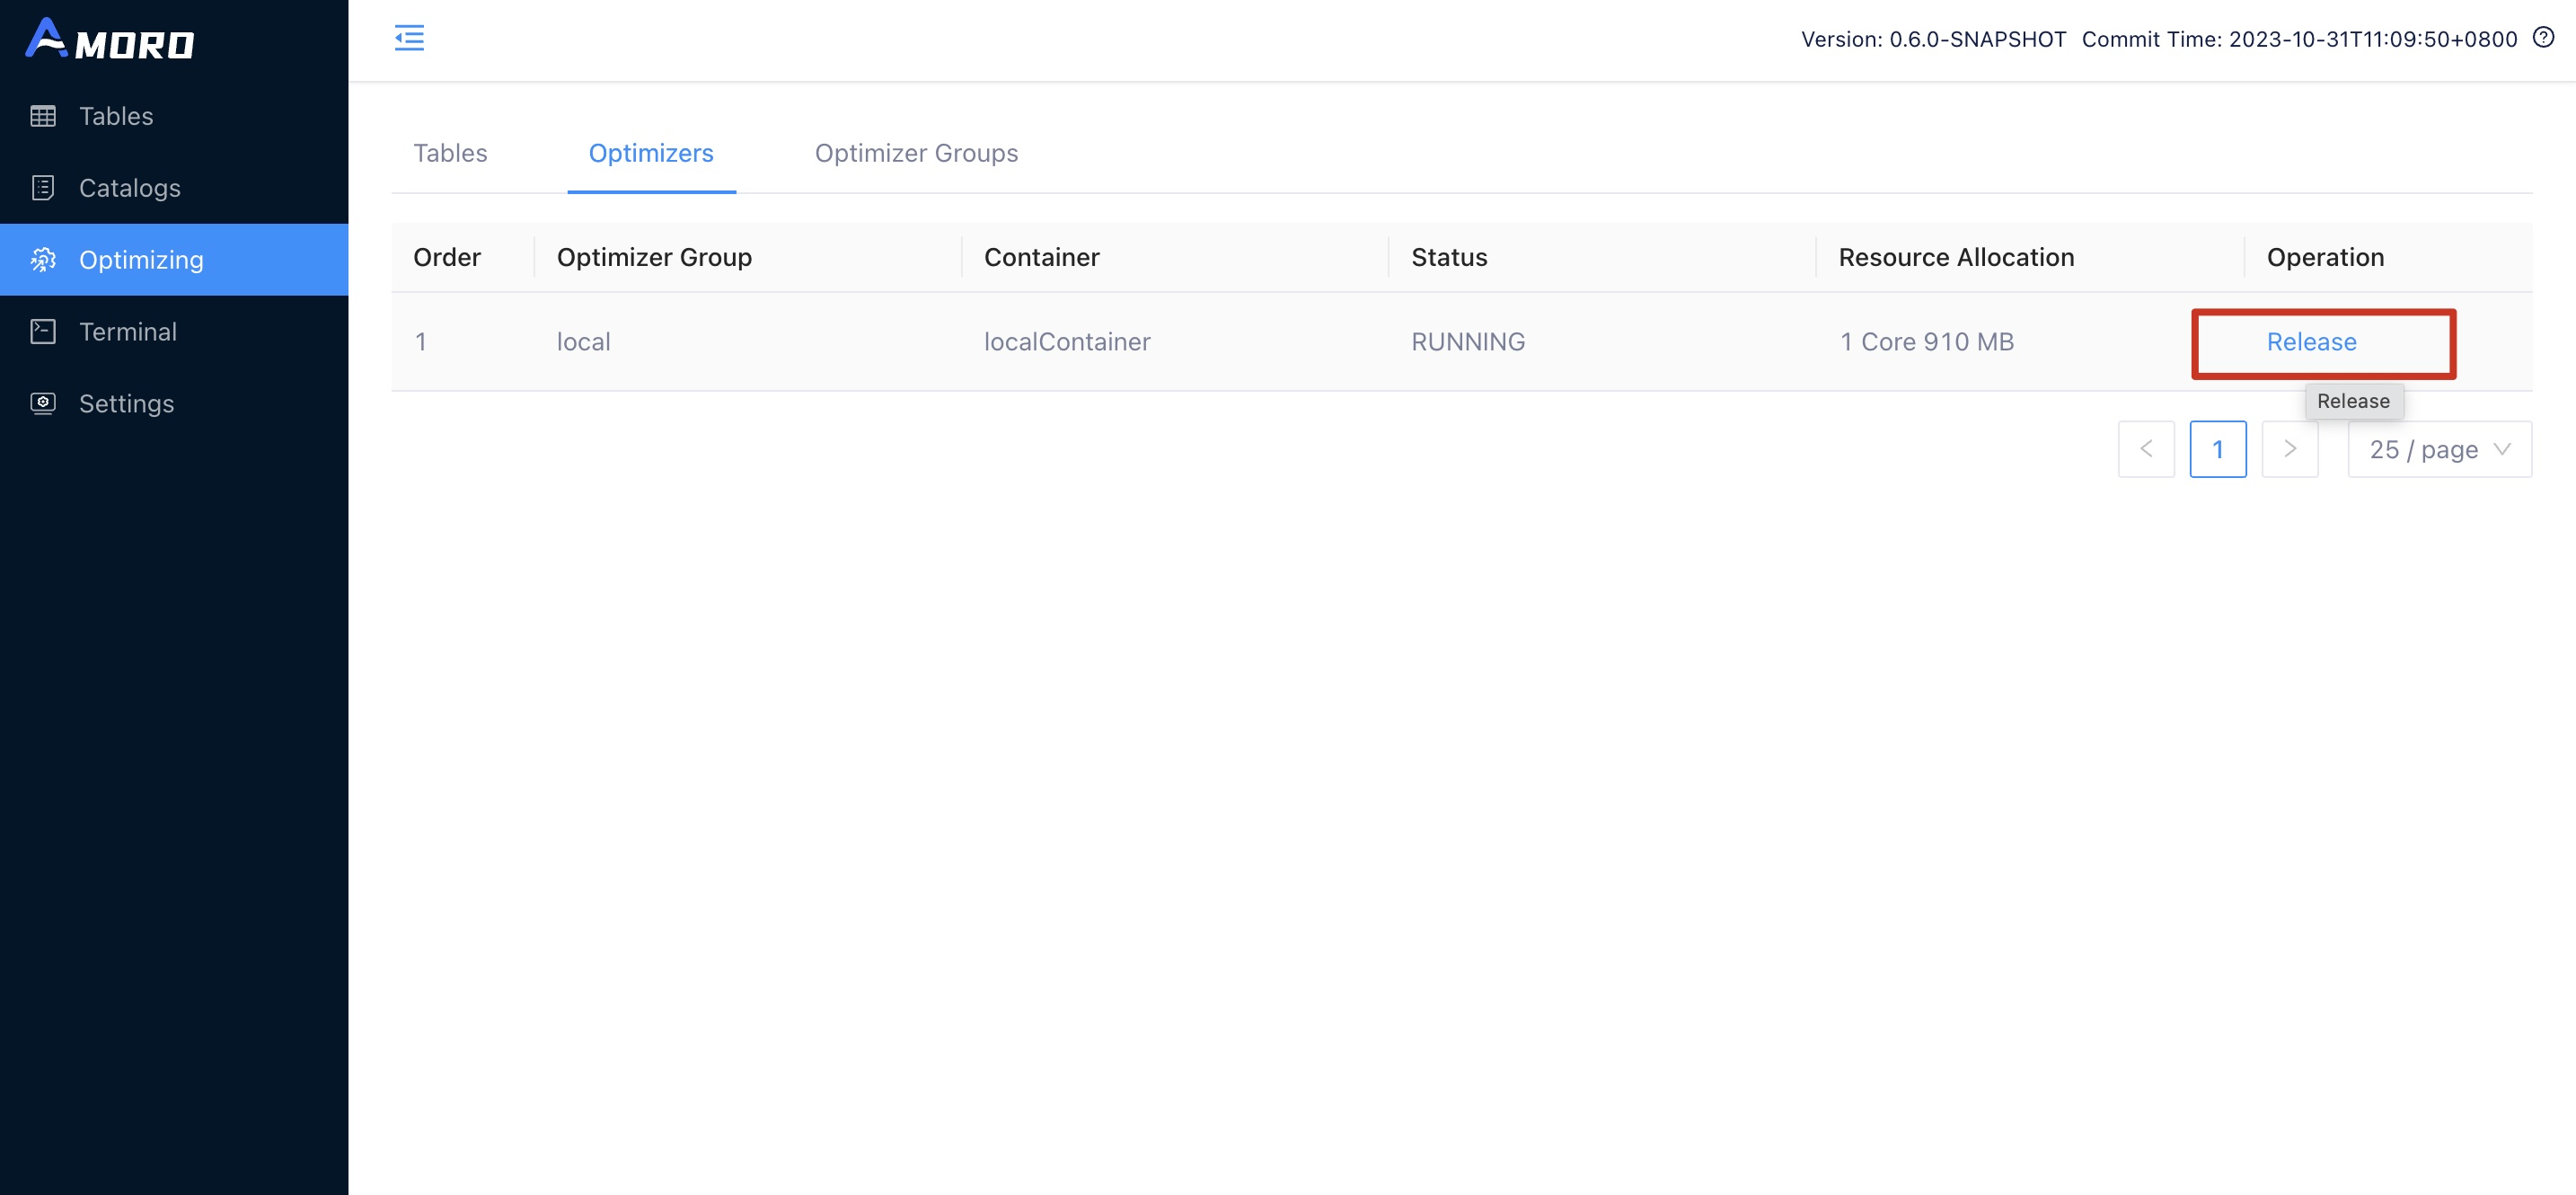 AMORO
Version: 0.6.0-SNAPSHOT Commit Time: 2023-10-31T11:09:50+0800
Tables
Catalogs
Optimizing
Terminal
Settings
Tables Optimizers Optimizer Groups
Order Optimizer Group Container Status Resource Allocation Operation
1 local localContainer RUNNING 1 Core 910 MB Release
Release
1 25 / page